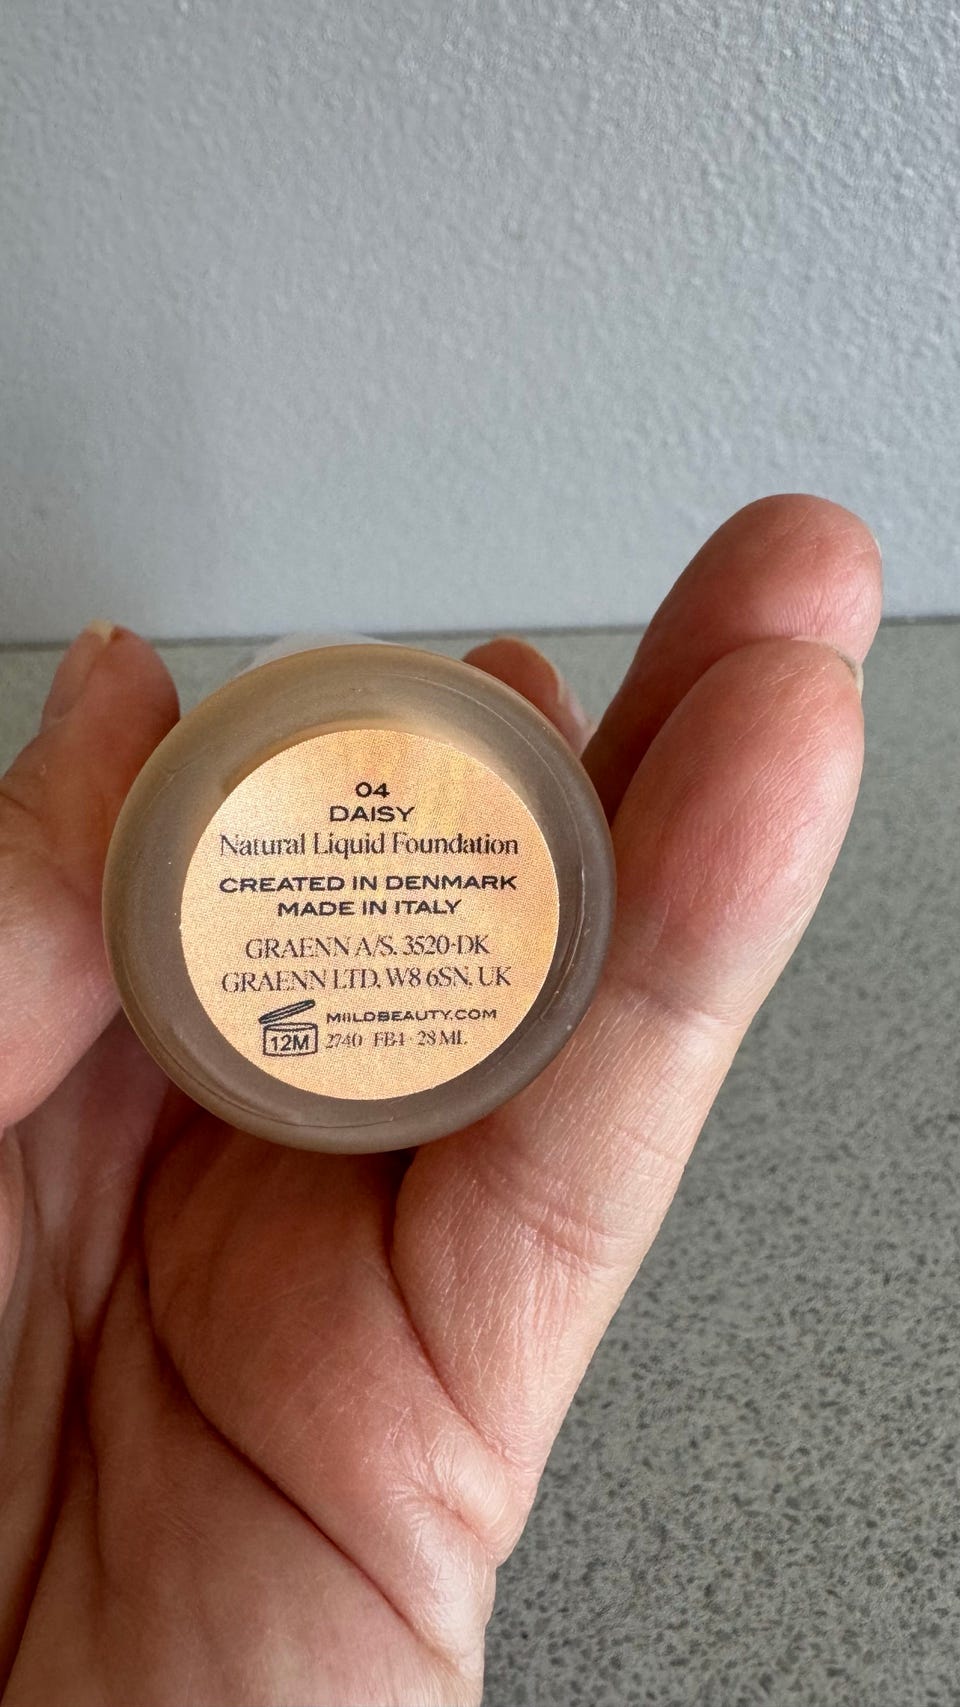 04
DAISY
Natural Liquid Foundation
CREATED IN DENMARK
MADE IN ITALY
GRAENN A/S. 3520-DK
GRAENN LTD, W8 6SN, UK
MIILDBEAUTY.COM
12M 2740 FB4 · 28 ML